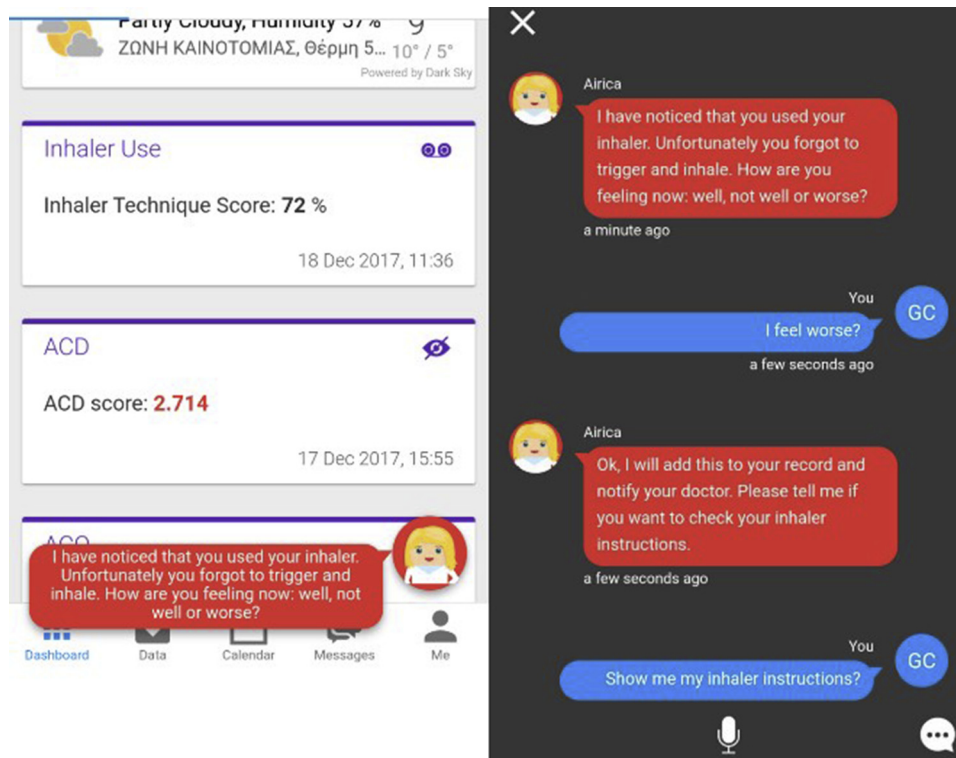 Partly Cloudy, Humidity 57% 9°
ΖΩΝΗ ΚΑΙΝΟΤΟΜΙΑΣ, Θέρμη 5... 10° / 5°
Powered by Dark Sky
Inhaler Use
Inhaler Technique Score: 72 %
18 Dec 2017, 11:36
ACD
ACD score: 2.714
17 Dec 2017, 15:55
I have noticed that you used your inhaler.
Unfortunately you forgot to trigger and
inhale. How are you feeling now: well, not
well or worse?
Dashboard
Data
Calendar
Messages
Me
Airica
I have noticed that you used your
inhaler. Unfortunately you forgot to
trigger and inhale. How are you
feeling now: well, not well or worse?
a minute ago
You
GC
I feel worse?
a few seconds ago
Airica
Ok, I will add this to your record and
notify your doctor. Please tell me if
you want to check your inhaler
instructions.
a few seconds ago
You
GC
Show me my inhaler instructions?